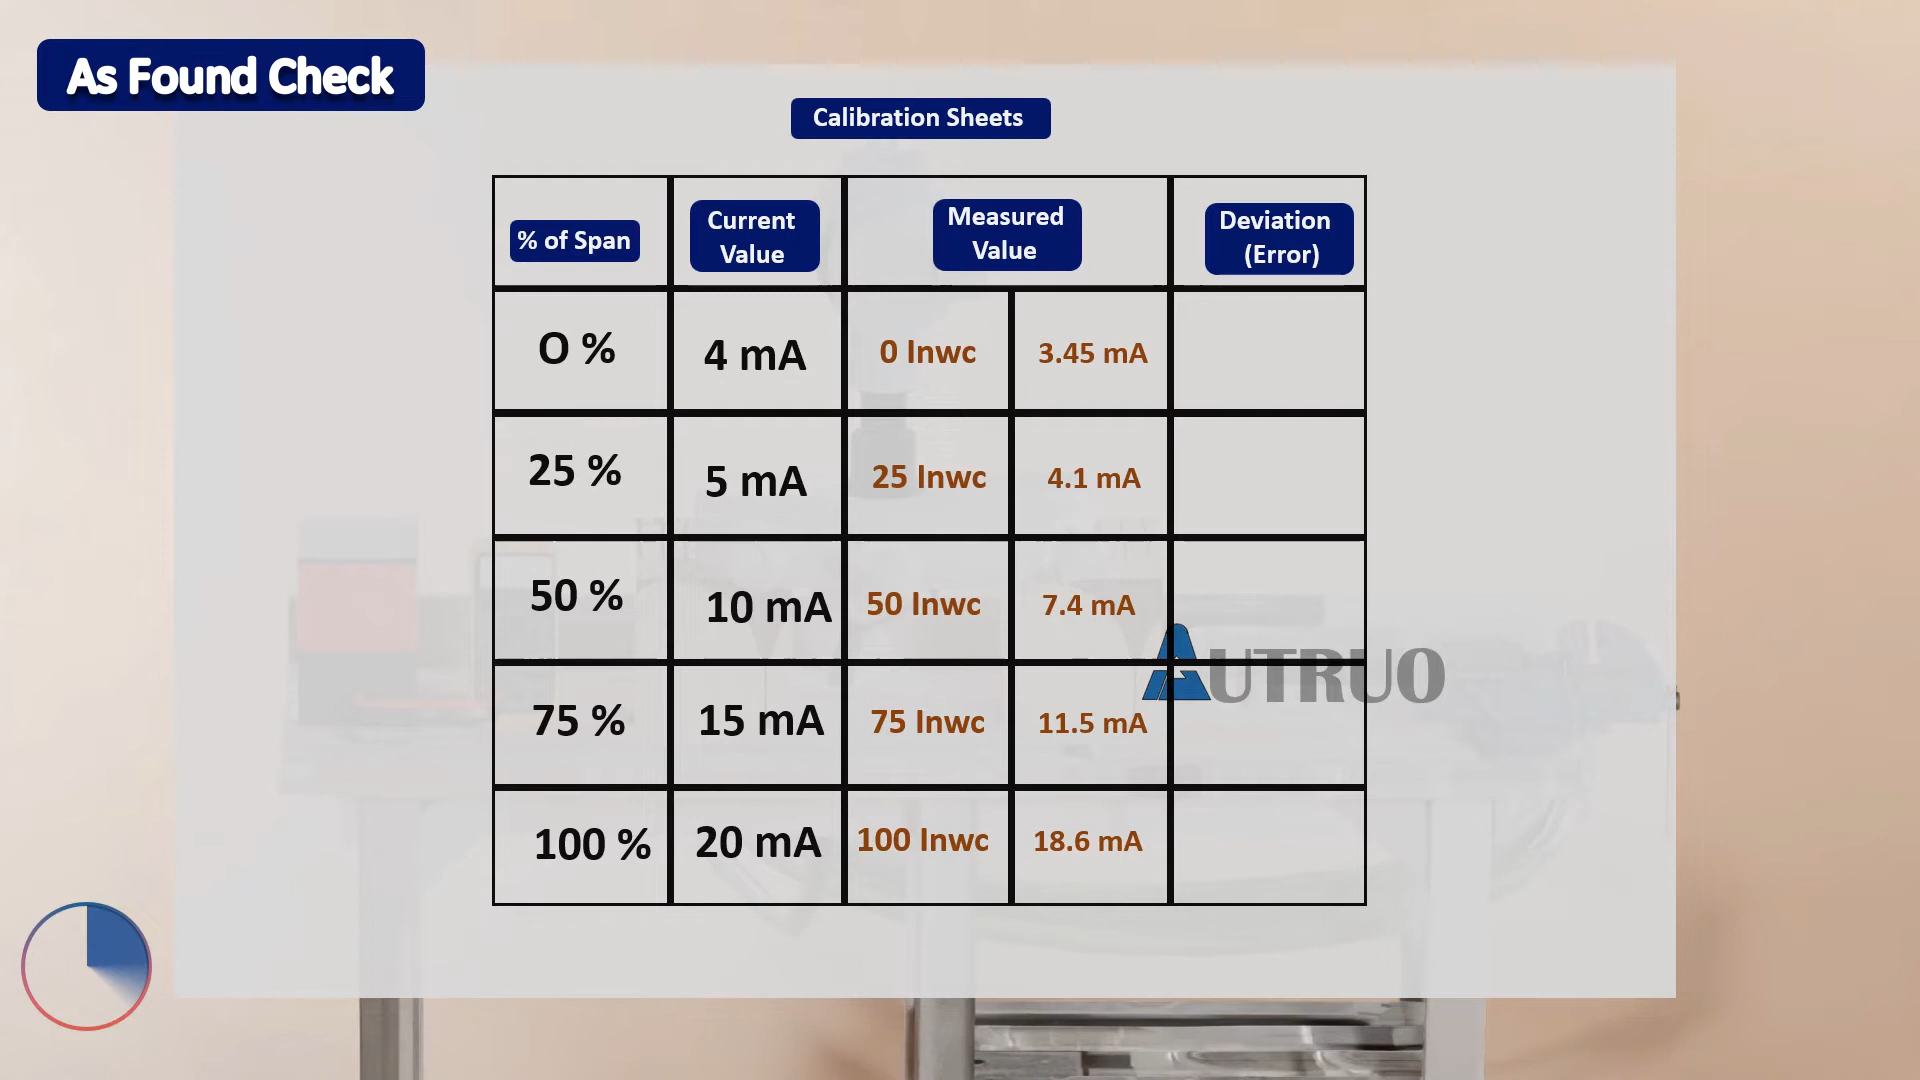 As Found Check
Calibration Sheets
% of Span
Current
Value
Measured
Value
Deviation
(Error)
O %
4 mA
0 Inwc
3.45 mA
25 %
5 mA
25 Inwc
4.1 mA
50 %
10 mA
50 Inwc
7.4 mA
AUTRUO
75 %
15 mA
75 Inwc
11.5 mA
100 %
20 mA
100 Inwc
18.6 mA